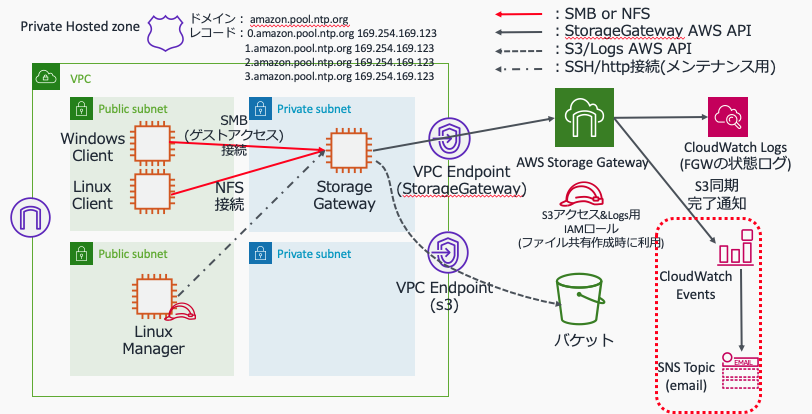 Private Hosted zone
ドメイン： amazon.pool.ntp.org
レコード：0.amazon.pool.ntp.org 169.254.169.123
1.amazon.pool.ntp.org 169.254.169.123
2.amazon.pool.ntp.org 169.254.169.123
3.amazon.pool.ntp.org 169.254.169.123
：SMB or NFS
：StorageGateway AWS API
：S3/Logs AWS API
：SSH/http接続(メンテナンス用)
VPC
Public subnet
Private subnet
Windows
Client
SMB
(ゲストアクセス)
接続
Linux
Client
NFS
接続
Storage
Gateway
VPC Endpoint
(StorageGateway)
AWS Storage Gateway
CloudWatch Logs
(FGWの状態ログ)
S3同期
完了通知
S3アクセス&Logs用
IAMロール
(ファイル共有作成時に利用)
Public subnet
Private subnet
Linux
Manager
VPC Endpoint
(s3)
バケット
CloudWatch
Events
SNS Topic
(email)
EMAIL